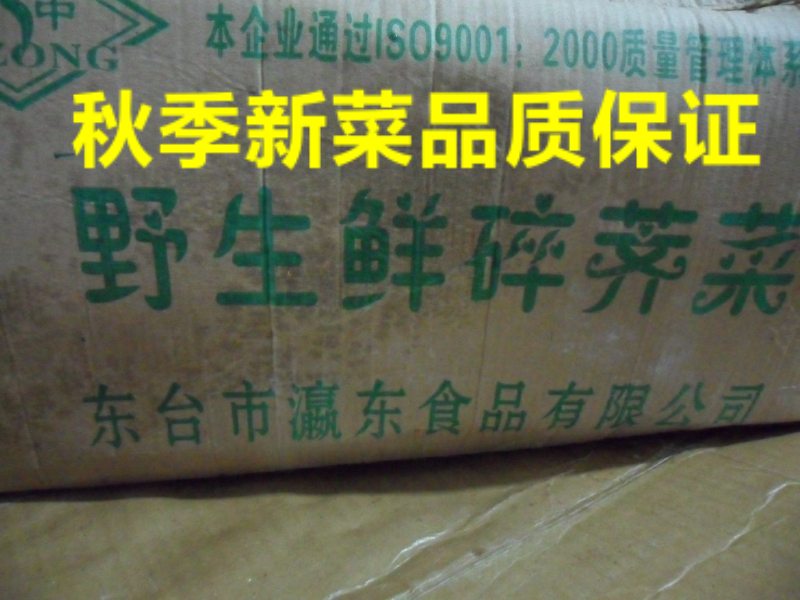 中
LONG
本企业通过ISO9001：2000质量管理体系
秋季新菜品质保证
野生鲜碎荠菜
东台市瀛东食品有限公司